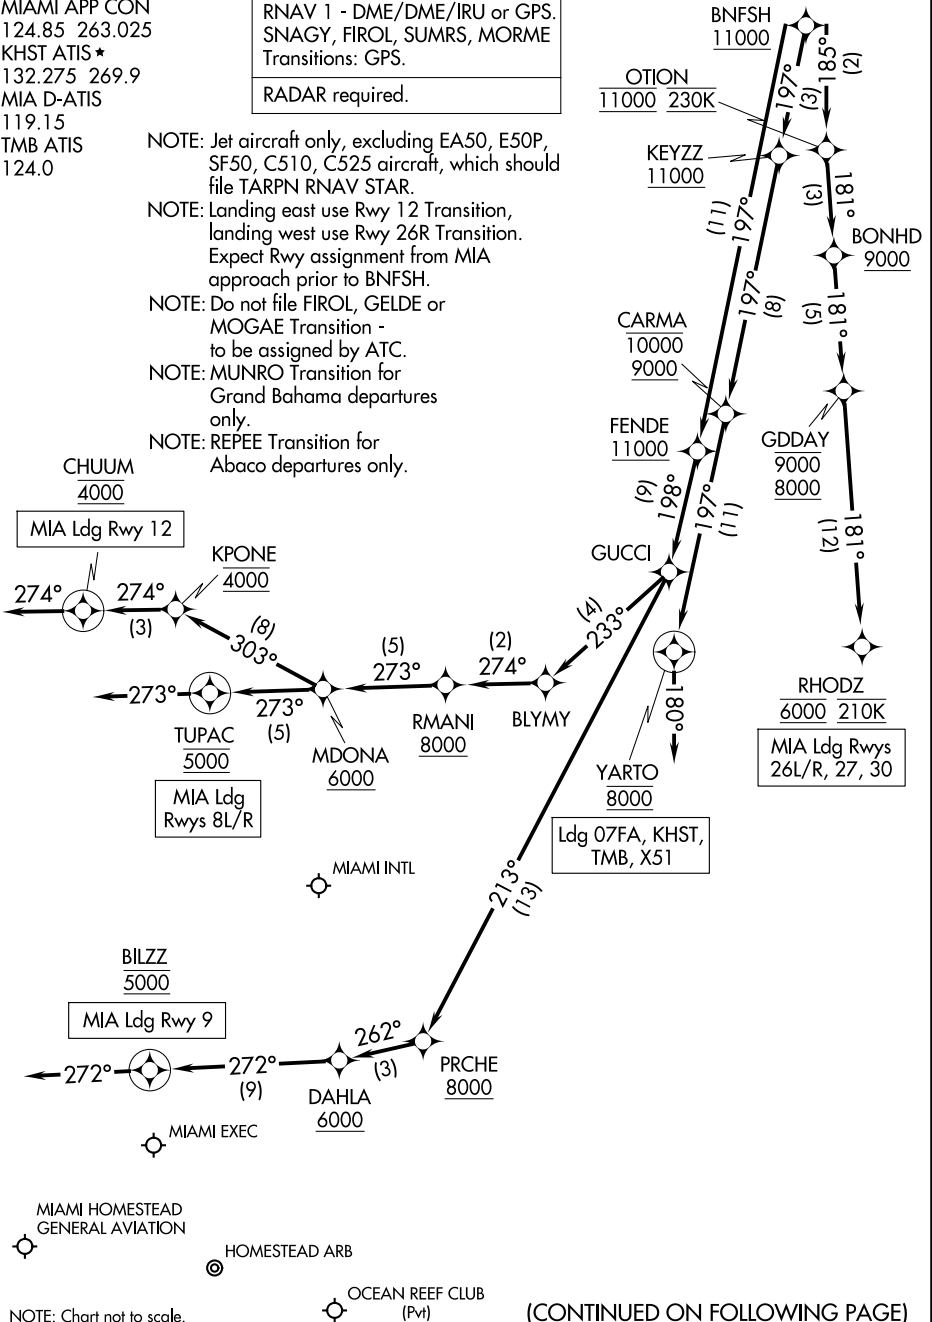 MIAMI APP CON
124.85 263.025
KHST ATIS ★
132.275 269.9
MIA D-ATIS
119.15
TMB ATIS
124.0
RNAV 1 - DME/DME/IRU or GPS.
SNAGY, FIROL, SUMRS, MORME
Transitions: GPS.
RADAR required.
NOTE: Jet aircraft only, excluding EA50, E50P,
SF50, C510, C525 aircraft, which should
file TARPN RNAV STAR.
NOTE: Landing east use Rwy 12 Transition,
landing west use Rwy 26R Transition.
Expect Rwy assignment from MIA
approach prior to BNFSH.
NOTE: Do not file FIROL, GELDE or
MOGAE Transition -
to be assigned by ATC.
NOTE: MUNRO Transition for
Grand Bahama departures
only.
NOTE: REPEE Transition for
Abaco departures only.
BNFSH
11000
185°
(2)
197°
(3)
OTION
11000 230K
KEYZZ
11000
181°
(3)
BONHD
9000
197°
(11)
197°
(8)
181°
(5)
CARMA
10000
9000
FENDE
11000
GDDAY
9000
8000
198°
(9)
197°
(11)
181°
(12)
GUCCI
CHUUM
4000
MIA Ldg Rwy 12
KPONE
4000
274°
274°
(3)
(8)
303°
(5)
273°
(2)
274°
(4)
233°
273°
273°
(5)
TUPAC
5000
MIA Ldg
Rwys 8L/R
MDONA
6000
RMANI
8000
BLYMY
180°
YARTO
8000
Ldg 07FA, KHST,
TMB, X51
RHODZ
6000 210K
MIA Ldg Rwys
26L/R, 27, 30
MIAMI INTL
213°
(13)
BILZZ
5000
MIA Ldg Rwy 9
272°
272°
(9)
262°
(3)
DAHLA
6000
PRCHE
8000
MIAMI EXEC
MIAMI HOMESTEAD
GENERAL AVIATION
HOMESTEAD ARB
OCEAN REEF CLUB
(Pvt)
NOTE: Chart not to scale.
(CONTINUED ON FOLLOWING PAGE)